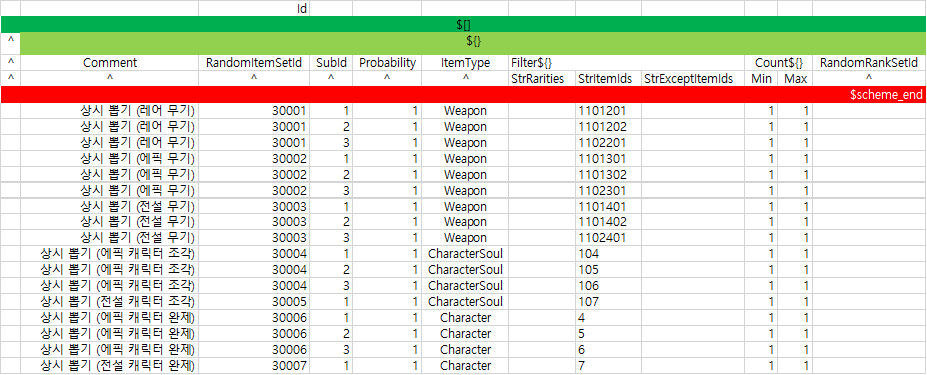 Id
$[]
^ ${}
^ Comment RandomItemSetId SubId Probability ItemType Filter${} Count${} RandomRankSetId
^ ^ ^ ^ ^ ^ StrRarities StrItemIds StrExceptItemIds Min Max ^
$scheme_end
상시 뽑기 (레어 무기) 30001 1 1 Weapon 1101201 1 1
상시 뽑기 (레어 무기) 30001 2 1 Weapon 1101202 1 1
상시 뽑기 (레어 무기) 30001 3 1 Weapon 1102201 1 1
상시 뽑기 (에픽 무기) 30002 1 1 Weapon 1101301 1 1
상시 뽑기 (에픽 무기) 30002 2 1 Weapon 1101302 1 1
상시 뽑기 (에픽 무기) 30002 3 1 Weapon 1102301 1 1
상시 뽑기 (전설 무기) 30003 1 1 Weapon 1101401 1 1
상시 뽑기 (전설 무기) 30003 2 1 Weapon 1101402 1 1
상시 뽑기 (전설 무기) 30003 3 1 Weapon 1102401 1 1
상시 뽑기 (에픽 캐릭터 조각) 30004 1 1 CharacterSoul 104 1 1
상시 뽑기 (에픽 캐릭터 조각) 30004 2 1 CharacterSoul 105 1 1
상시 뽑기 (에픽 캐릭터 조각) 30004 3 1 CharacterSoul 106 1 1
상시 뽑기 (전설 캐릭터 조각) 30005 1 1 CharacterSoul 107 1 1
상시 뽑기 (에픽 캐릭터 완제) 30006 1 1 Character 4 1 1
상시 뽑기 (에픽 캐릭터 완제) 30006 2 1 Character 5 1 1
상시 뽑기 (에픽 캐릭터 완제) 30006 3 1 Character 6 1 1
상시 뽑기 (전설 캐릭터 완제) 30007 1 1 Character 7 1 1